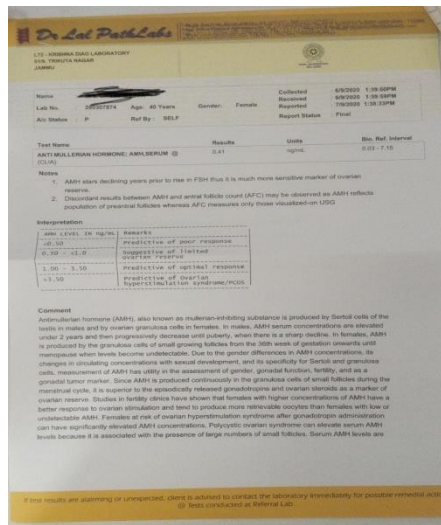 Dr Lal PathLabs
LTS - KRISHNA DIAG LABORATORY
TRIKUTA NAGAR
JAMMU
Name
Collected 6/9/2020 1:39:50PM
Received 6/9/2020 1:39:58PM
Lab No. Age: 40 Years Gender: Female Reported 7/9/2020 1:38:33PM
A/c Status P Ref By : SELF Report Status Final
Test Name Results Units Bio. Ref. Interval
ANTI MULLERIAN HORMONE; AMH,SERUM @ 0.41 ng/mL 0.03 - 7.15
(CLIA)
Notes
1. AMH starts declining years prior to rise in FSH thus it is much more sensitive marker of ovarian
reserve.
2. Discordant results between AMH and antral follicle count (AFC) may be observed as AMH reflects
population of preantral follicles whereas AFC measures only those visualized on USG
Interpretation
AMH LEVEL IN ng/mL Remarks
<0.50 Predictive of poor response
0.50 - <1.0 Suggestive of limited
ovarian reserve
1.00 - 3.50 Predictive of optimal response
>3.50 Predictive of Ovarian
hyperstimulation syndrome/PCOS
Comment
Antimullerian hormone (AMH), also known as mullerian-inhibiting substance is produced by Sertoli cells of the
testis in males and by ovarian granulosa cells in females. In males, AMH serum concentrations are elevated
under 2 years and then progressively decrease until puberty, when there is a sharp decline. In females, AMH
is produced by the granulosa cells of small growing follicles from the 36th week of gestation onwards until
menopause when levels become undetectable. Due to the gender differences in AMH concentrations, its
changes in circulating concentrations with sexual development, and its specificity for Sertoli and granulosa
cells, measurement of AMH has utility in the assessment of gender, gonadal function, fertility, and as a
gonadal tumor marker. Since AMH is produced continuously in the granulosa cells of small follicles during the
menstrual cycle, it is superior to the episodically released gonadotropins and ovarian steroids as a marker of
ovarian reserve. Studies in fertility clinics have shown that females with higher concentrations of AMH have a
better response to ovarian stimulation and tend to produce more retrievable oocytes than females with low or
undetectable AMH. Females at risk of ovarian hyperstimulation syndrome after gonadotropin administration
can have significantly elevated AMH concentrations. Polycystic ovarian syndrome can elevate serum AMH
levels because it is associated with the presence of large numbers of small follicles. Serum AMH levels are
If test results are alarming or unexpected, client is advised to contact the laboratory immediately for possible remedial acti
@ Tests conducted at Referral Lab.